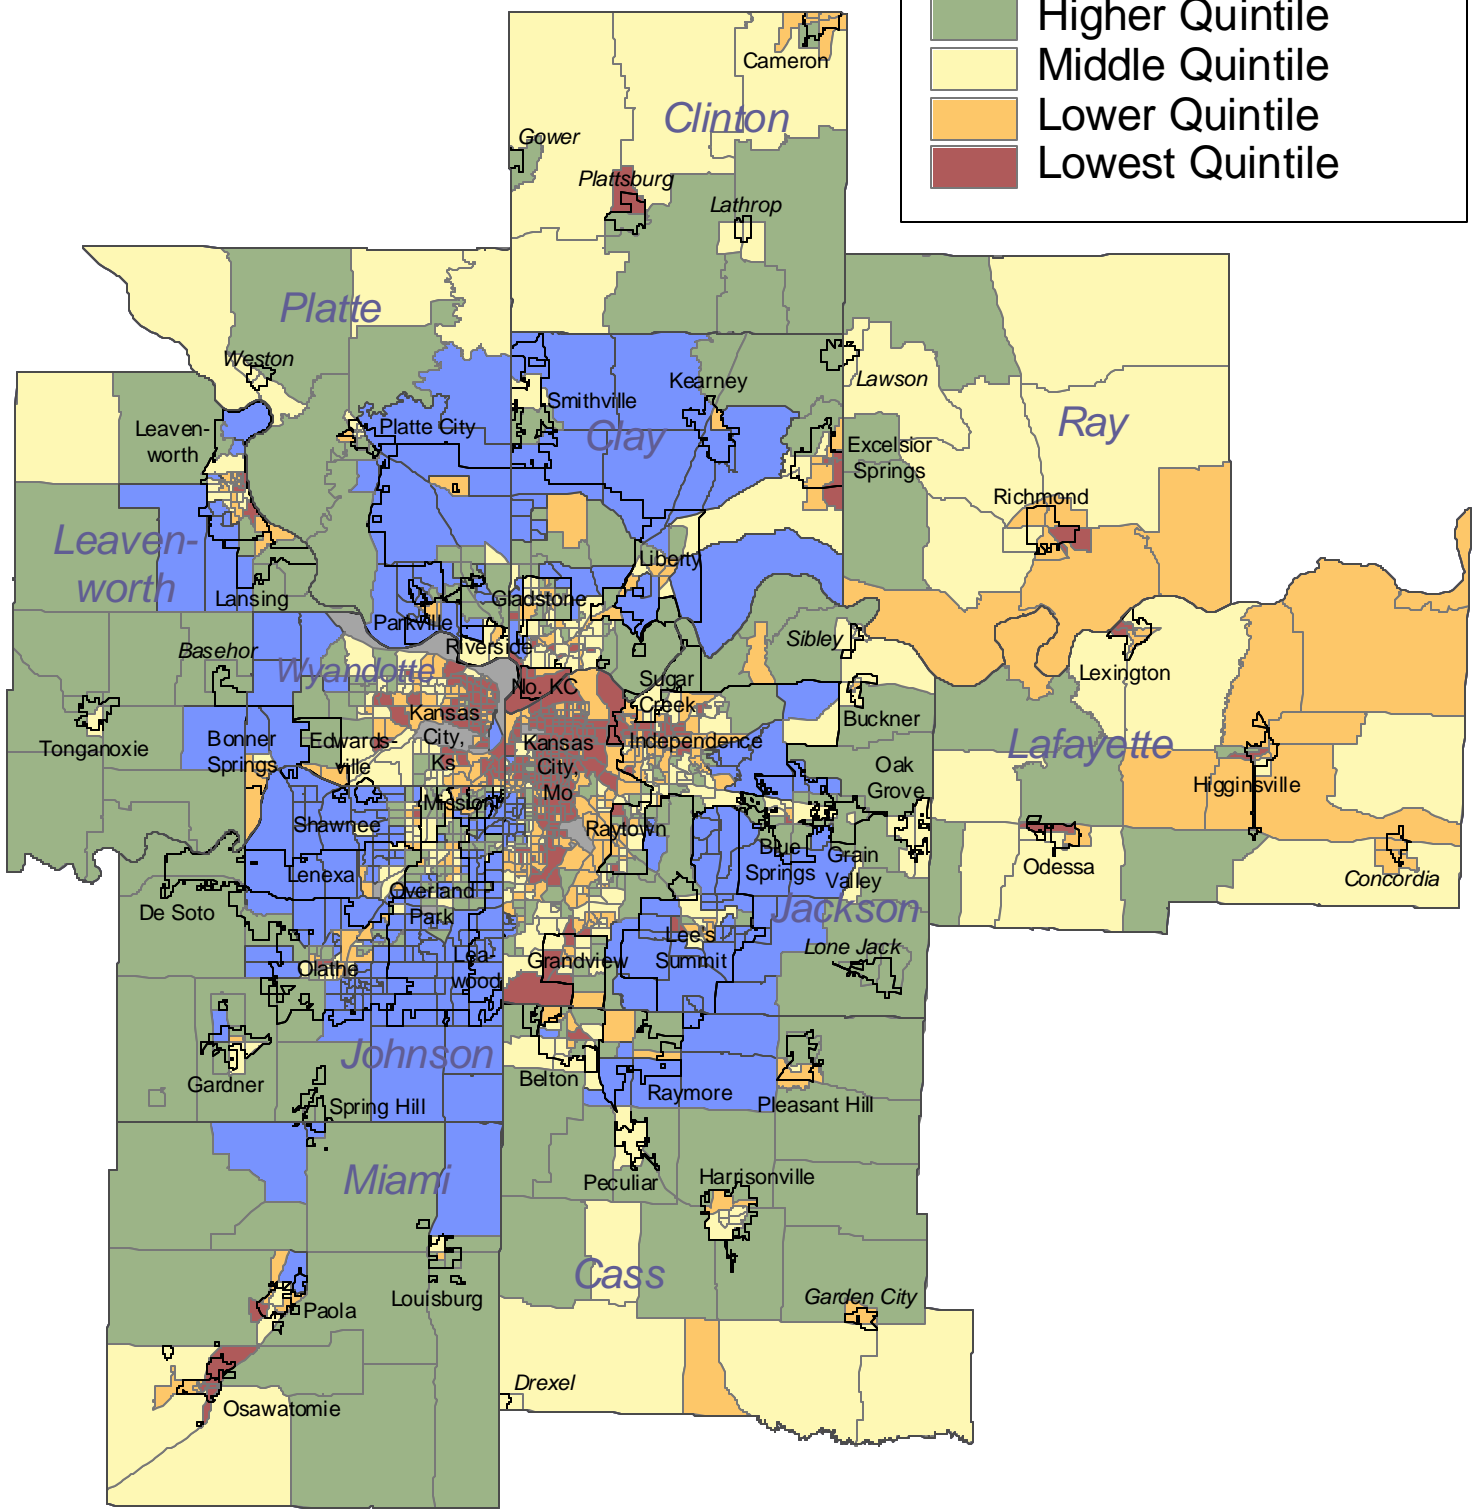 Higher Quintile
Middle Quintile
Lower Quintile
Lowest Quintile
Cameron
Clinton
Gower
Plattsburg
Lathrop
Platte
Weston
Kearney
Lawson
Smithville
Ray
Leaven-
worth
Platte City
Clay
Excelsior
Springs
Richmond
Leaven-
worth
Liberty
Lansing
Gladstone
Parkville
Riverside
Sibley
Basehor
Wyandotte
No. KC
Sugar
Creek
Lexington
Kansas
City,
Ks
Buckner
Tonganoxie
Bonner
Springs
Edwards-
ville
Kansas
City,
Mo
Independence
Lafayette
Oak
Grove
Higginsville
Mission
Shawnee
Raytown
Blue
Springs
Grain
Valley
Odessa
Lenexa
Concordia
Overland
Park
De Soto
Jackson
Lee's
Summit
Lone Jack
Olathe
Lea-
wood
Grandview
Johnson
Gardner
Belton
Raymore
Pleasant Hill
Spring Hill
Miami
Peculiar
Harrisonville
Cass
Louisburg
Paola
Garden City
Drexel
Osawatomie